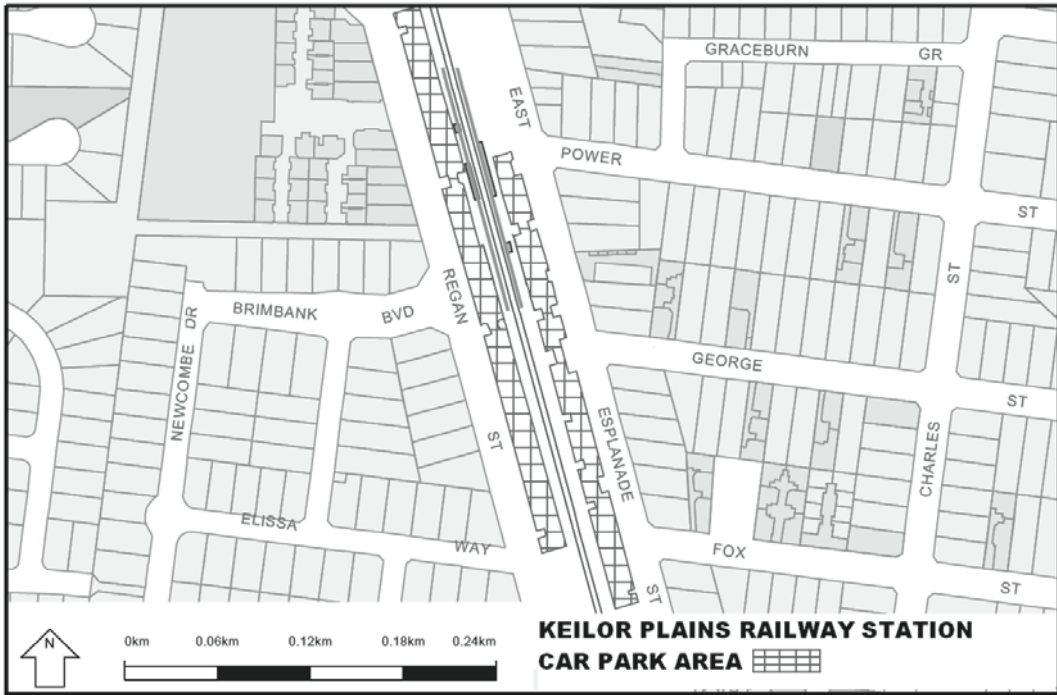 GRACEBURN GR
EAST
POWER
ST
REGAN
ST
BRIMBANK
BVD
NEWCOMBE DR
GEORGE
ST
ST
CHARLES
ESPLANADE
ELISSA
WAY
FOX
ST
ST
N
0km 0.06km 0.12km 0.18km 0.24km
KEILOR PLAINS RAILWAY STATION
CAR PARK AREA